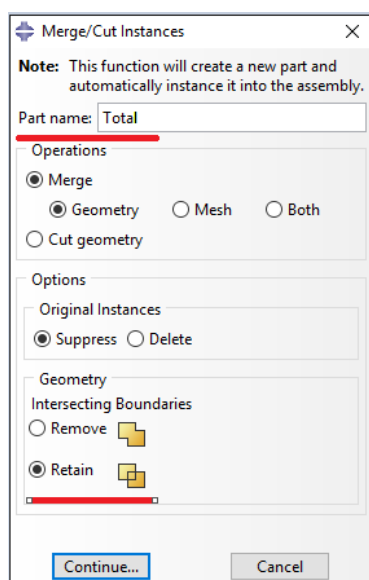 Merge/Cut Instances
Note: This function will create a new part and
automatically instance it into the assembly.
Part name: Total
Operations
Merge
Geometry Mesh Both
Cut geometry
Options
Original Instances
Suppress Delete
Geometry
Intersecting Boundaries
Remove
Retain
Continue... Cancel